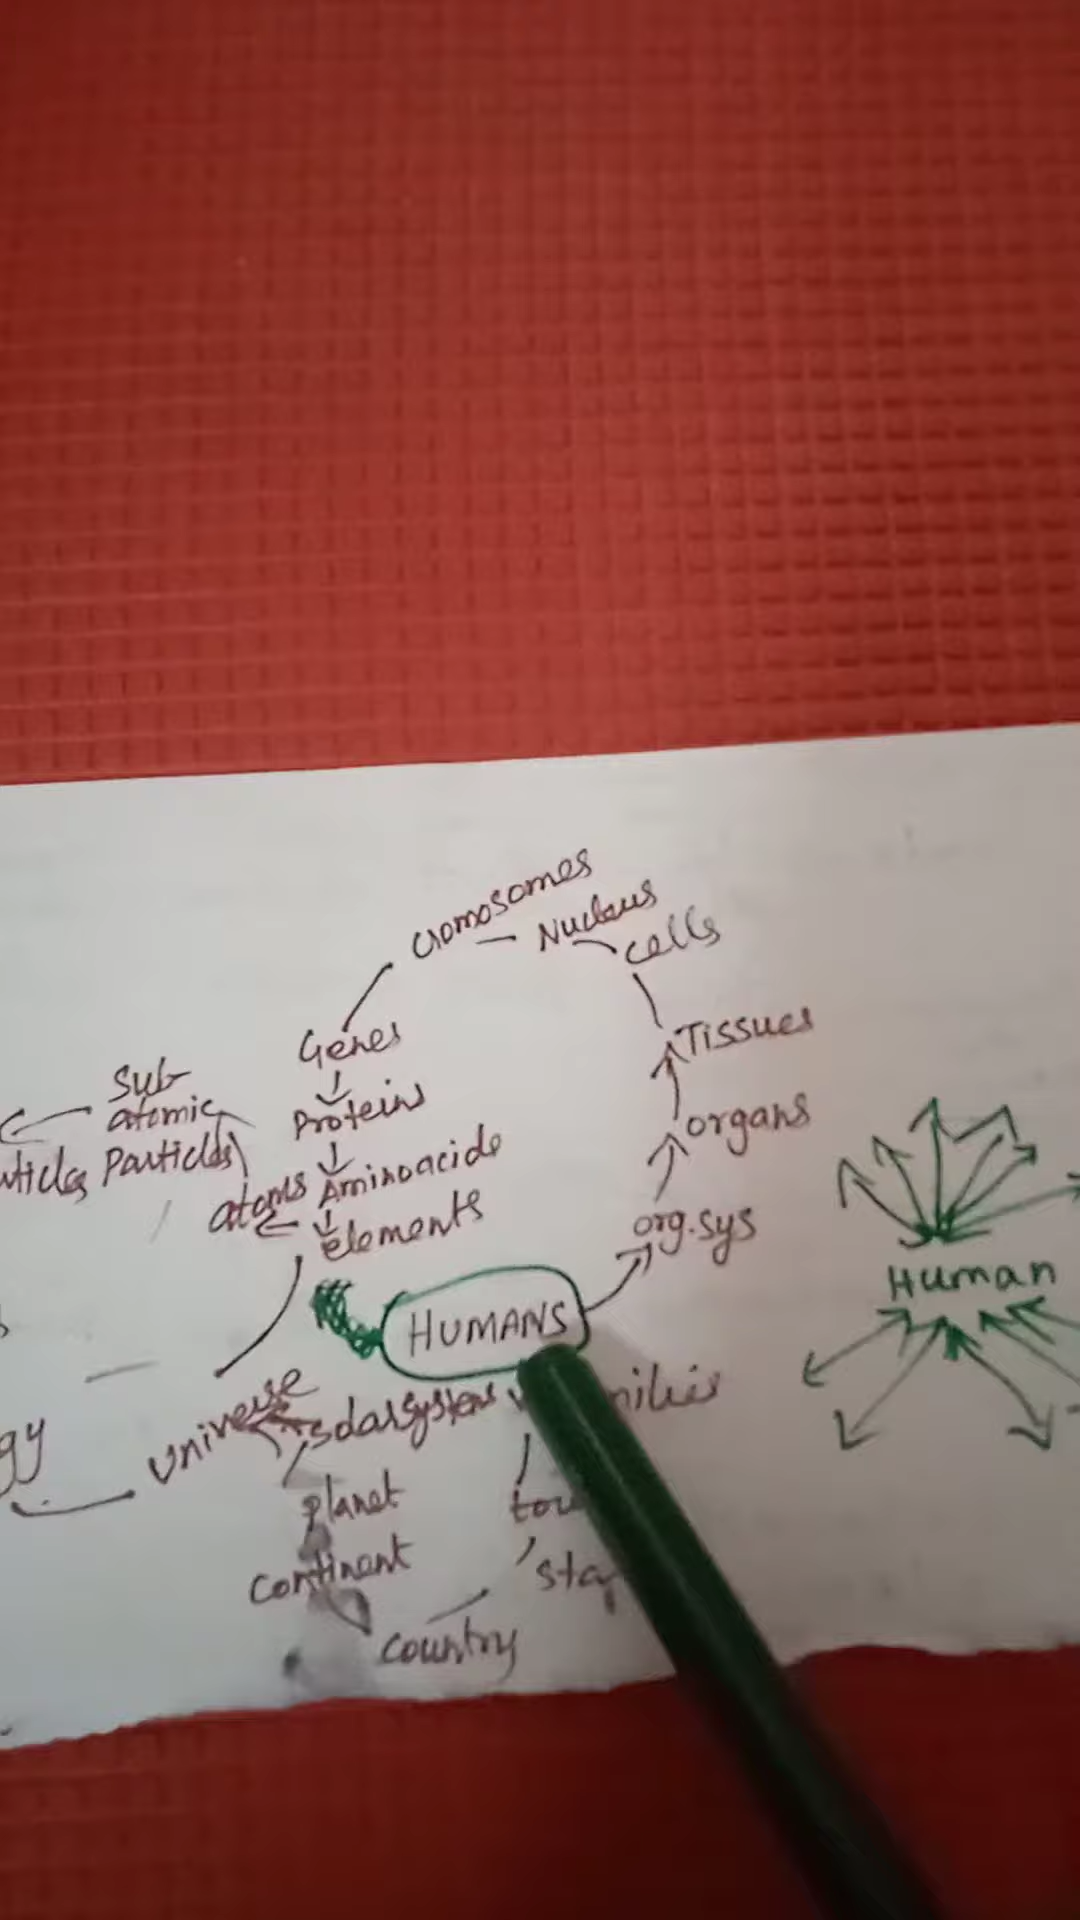 Cromosomes
Nucleus
cells
Genes
Tissues
Sub-
atomic
Particles
Proteins
organs
Aminoacids
atoms
elements
org.sys
Human
HUMANS
universe
solarsystem
planet
continent
country